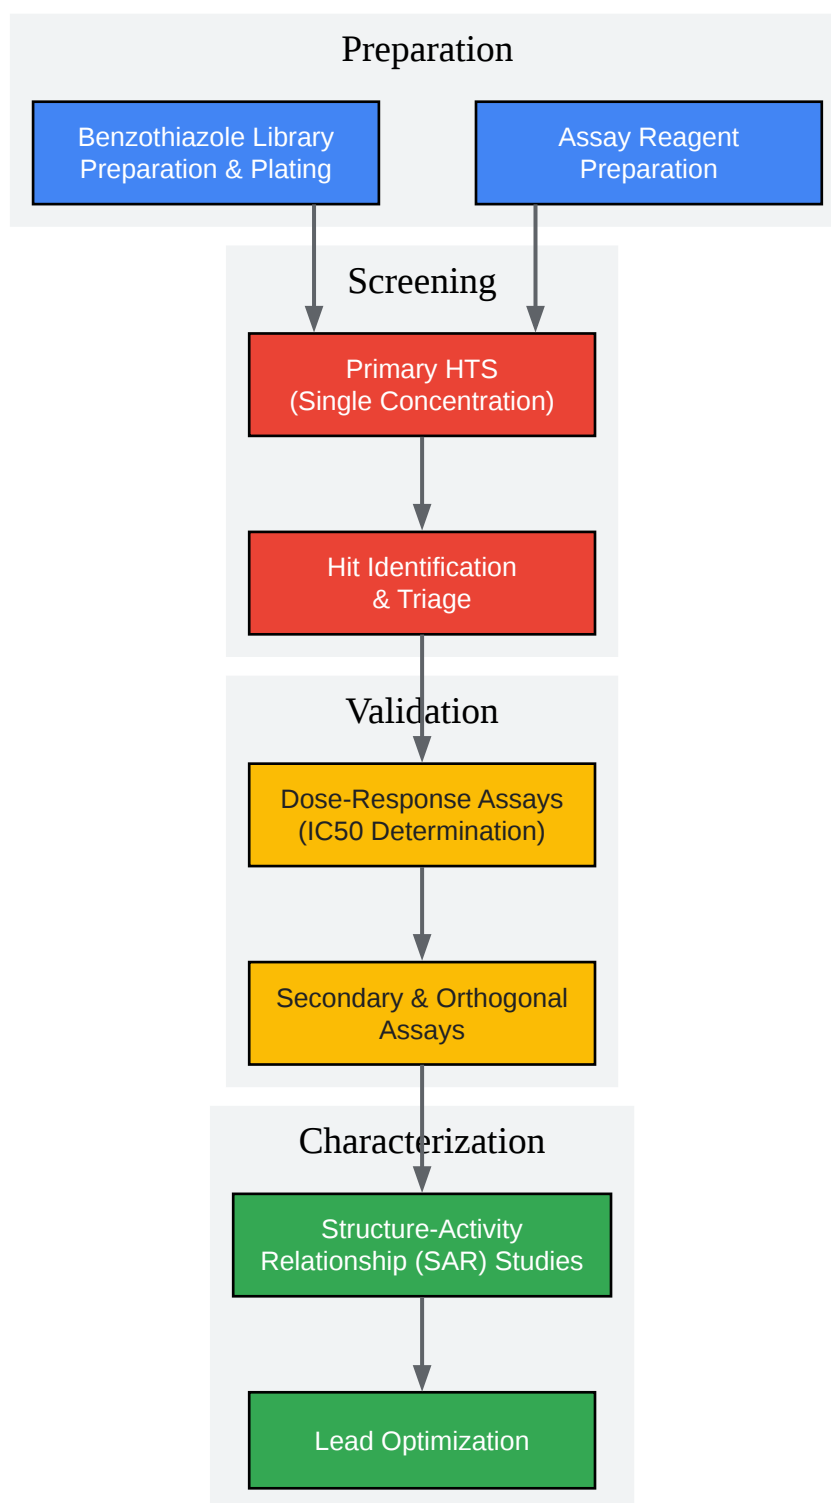 Preparation
Benzothiazole Library
Preparation & Plating
Assay Reagent
Preparation
Screening
Primary HTS
(Single Concentration)
Hit Identification
& Triage
Validation
Dose-Response Assays
(IC50 Determination)
Secondary & Orthogonal
Assays
Characterization
Structure-Activity
Relationship (SAR) Studies
Lead Optimization